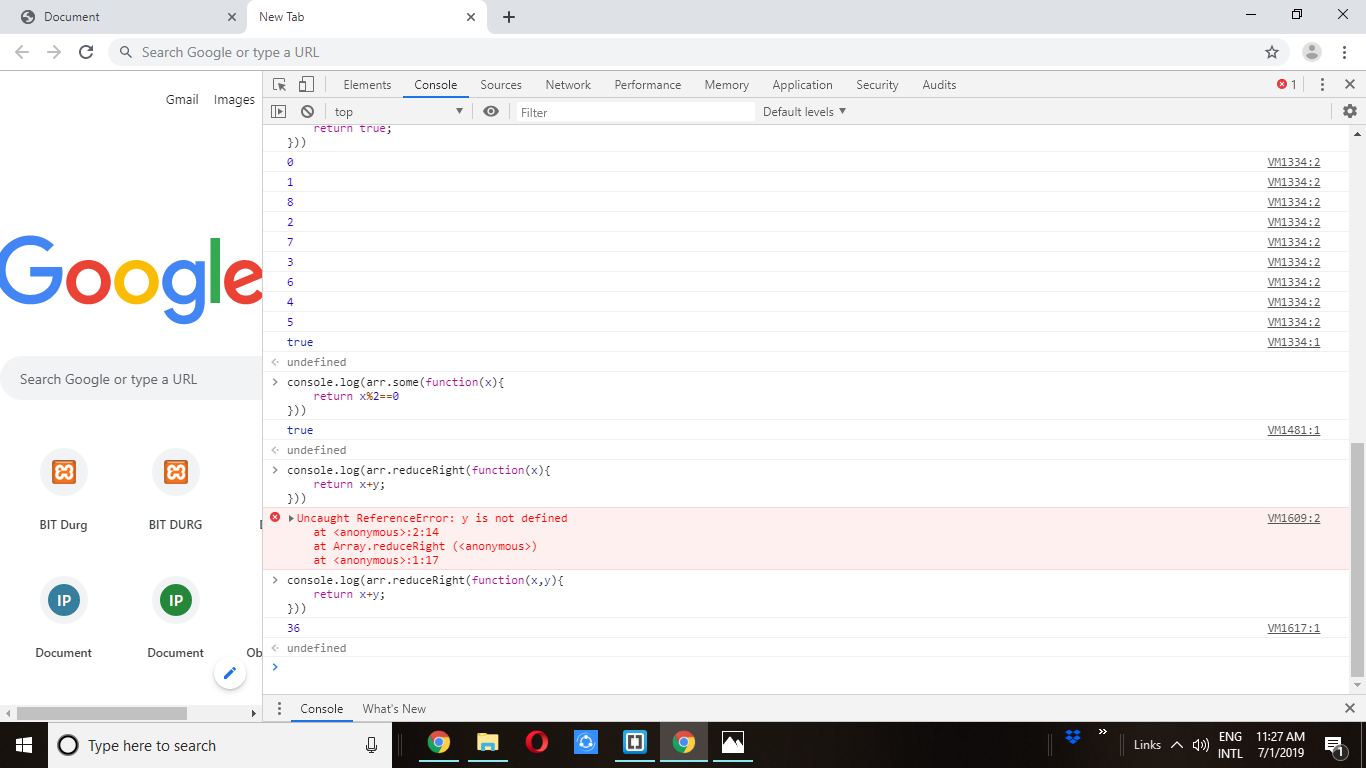 Document
New Tab
Search Google or type a URL
Gmail Images
Google
Search Google or type a URL
BIT Durg
BIT DURG
IP
IP
Document
Document
Ob
Elements Console Sources Network Performance Memory Application Security Audits 1
top Filter Default levels
return true;
}))
0 VM1334:2
1 VM1334:2
8 VM1334:2
2 VM1334:2
7 VM1334:2
3 VM1334:2
6 VM1334:2
4 VM1334:2
5 VM1334:2
true VM1334:1
undefined
console.log(arr.some(function(x){
return x%2==0
}))
true VM1481:1
undefined
console.log(arr.reduceRight(function(x){
return x+y;
}))
Uncaught ReferenceError: y is not defined VM1609:2
at <anonymous>:2:14
at Array.reduceRight (<anonymous>)
at <anonymous>:1:17
console.log(arr.reduceRight(function(x,y){
return x+y;
}))
36 VM1617:1
undefined
Console What's New
Type here to search
Links
ENG
INTL
11:27 AM
7/1/2019
1